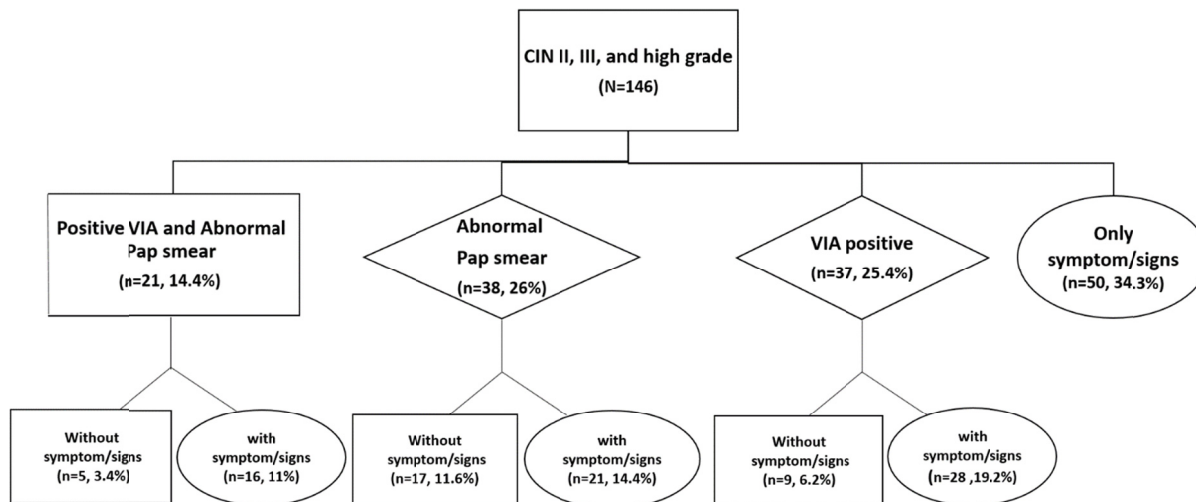 CIN II, III, and high grade
(N=146)
Positive VIA and Abnormal
Pap smear
(n=21, 14.4%)
Abnormal
Pap smear
(n=38, 26%)
VIA positive
(n=37, 25.4%)
Only
symptom/signs
(n=50, 34.3%)
Without
symptom/signs
(n=5, 3.4%)
with
symptom/signs
(n=16, 11%)
Without
symptom/signs
(n=17, 11.6%)
with
symptom/signs
(n=21, 14.4%)
Without
symptom/signs
(n=9, 6.2%)
with
symptom/signs
(n=28 ,19.2%)